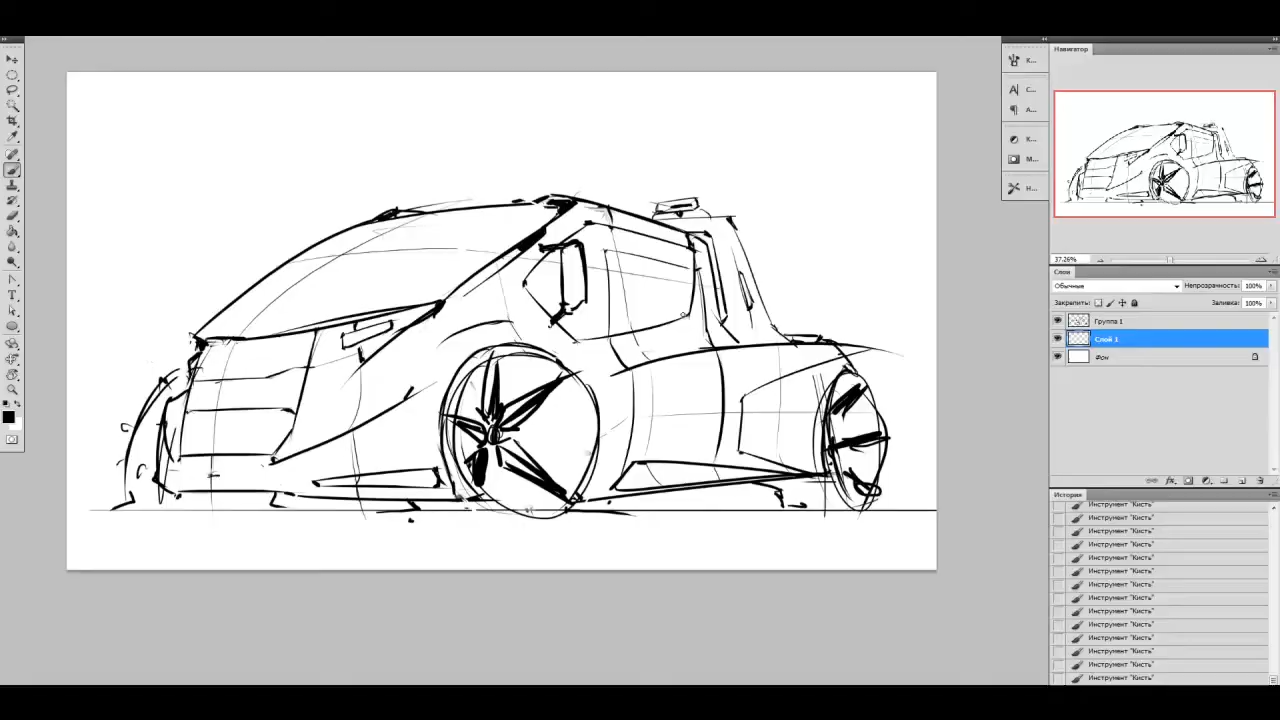 Навигатор
К...
А| С...
А...
К...
М...
Н...
37.26%
Слои
Обычные
Непрозрачность: 100%
Закрепить:
Заливка: 100%
Группа 1
Слой 1
Фон
История
Инструмент "Кисть"
Инструмент "Кисть"
Инструмент "Кисть"
Инструмент "Кисть"
Инструмент "Кисть"
Инструмент "Кисть"
Инструмент "Кисть"
Инструмент "Кисть"
Инструмент "Кисть"
Инструмент "Кисть"
Инструмент "Кисть"
Инструмент "Кисть"
Инструмент "Кисть"
Инструмент "Кисть"